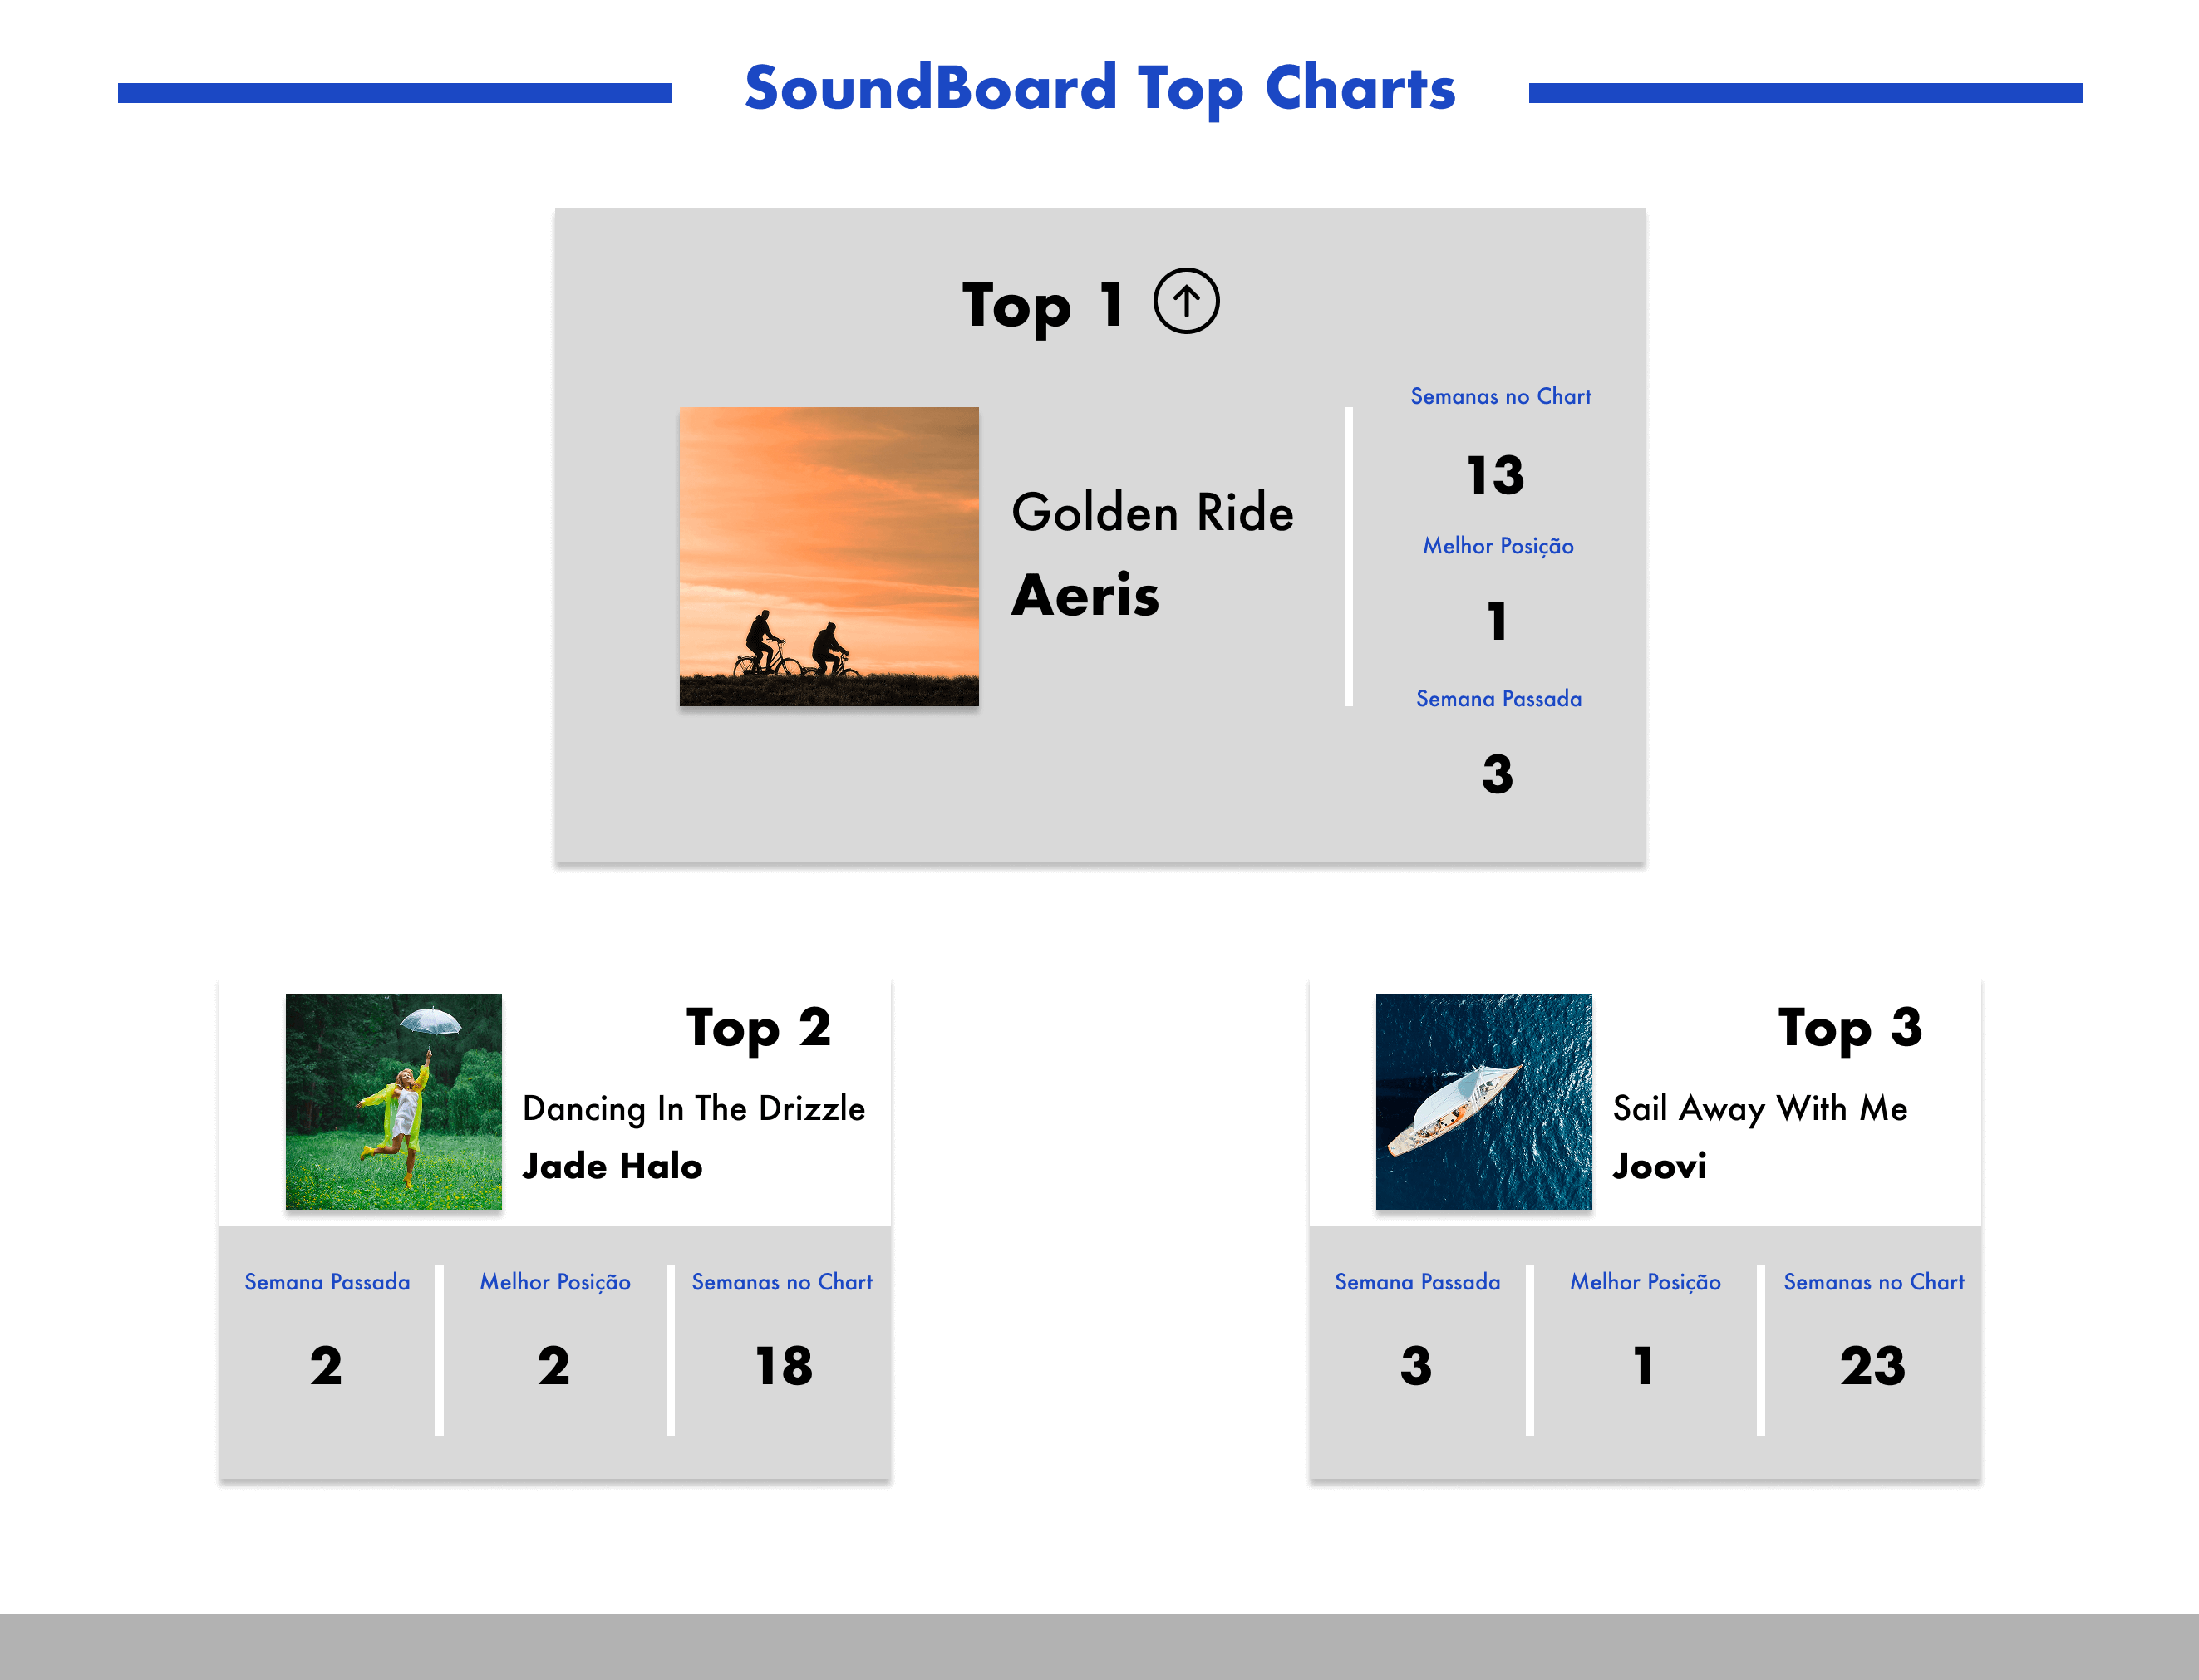 SoundBoard Top Charts
Top 1
Golden Ride
Aeris
Semanas no Chart
13
Melhor Posição
1
Semana Passada
3
Top 2
Dancing In The Drizzle
Jade Halo
Semana Passada
2
Melhor Posição
2
Semanas no Chart
18
Top 3
Sail Away With Me
Joovi
Semana Passada
3
Melhor Posição
1
Semanas no Chart
23